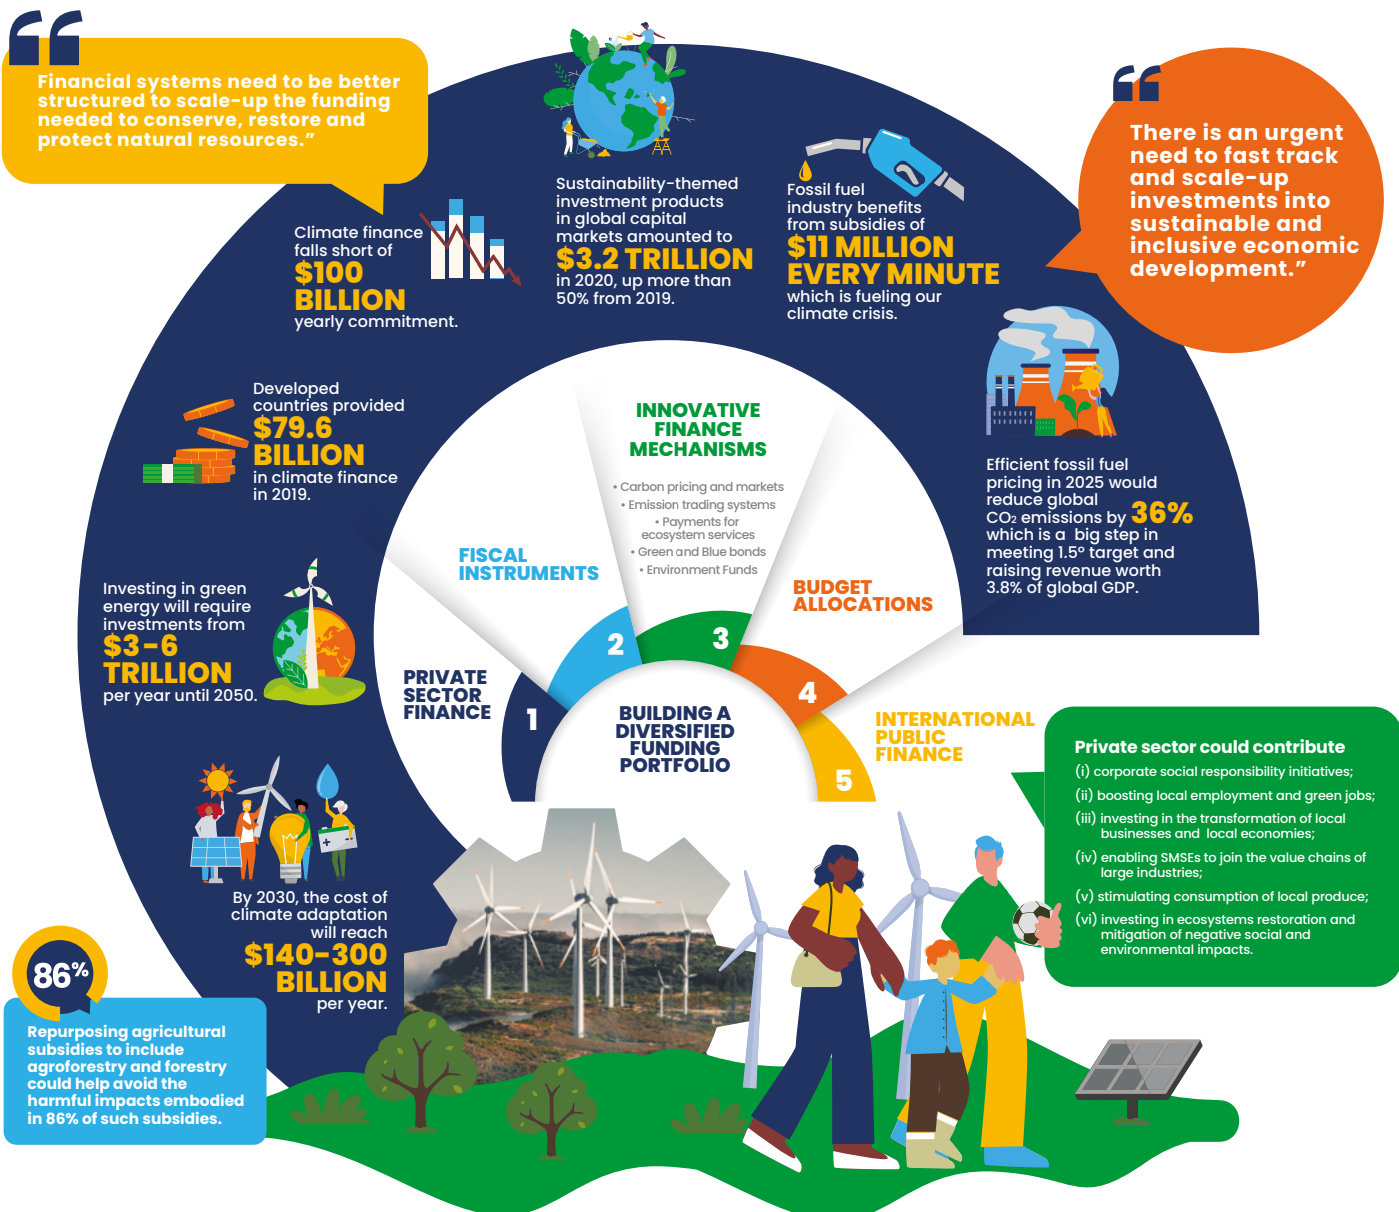 “
Financial systems need to be better
structured to scale-up the funding
needed to conserve, restore and
protect natural resources.”
“
There is an urgent
need to fast track
and scale-up
investments into
sustainable and
inclusive economic
development.”
Sustainability-themed
investment products
in global capital
markets amounted to
$3.2 TRILLION
in 2020, up more than
50% from 2019.
Fossil fuel
industry benefits
from subsidies of
$11 MILLION
EVERY MINUTE
which is fueling our
climate crisis.
Climate finance
falls short of
$100
BILLION
yearly commitment.
Developed
countries provided
$79.6
BILLION
in climate finance
in 2019.
Efficient fossil fuel
pricing in 2025 would
reduce global
CO₂ emissions by 36%
which is a big step in
meeting 1.5° target and
raising revenue worth
3.8% of global GDP.
Investing in green
energy will require
investments from
$3-6
TRILLION
per year until 2050.
By 2030, the cost of
climate adaptation
will reach
$140-300
BILLION
per year.
86%
Repurposing agricultural
subsidies to include
agroforestry and forestry
could help avoid the
harmful impacts embodied
in 86% of such subsidies.
BUILDING A
DIVERSIFIED
FUNDING
PORTFOLIO
1
PRIVATE
SECTOR
FINANCE
2
FISCAL
INSTRUMENTS
3
INNOVATIVE
FINANCE
MECHANISMS
• Carbon pricing and markets
• Emission trading systems
• Payments for
ecosystem services
• Green and Blue bonds
• Environment Funds
4
BUDGET
ALLOCATIONS
5
INTERNATIONAL
PUBLIC
FINANCE
Private sector could contribute
(i) corporate social responsibility initiatives;
(ii) boosting local employment and green jobs;
(iii) investing in the transformation of local
businesses and local economies;
(iv) enabling SMSEs to join the value chains of
large industries;
(v) stimulating consumption of local produce;
(vi) investing in ecosystems restoration and
mitigation of negative social and
environmental impacts.